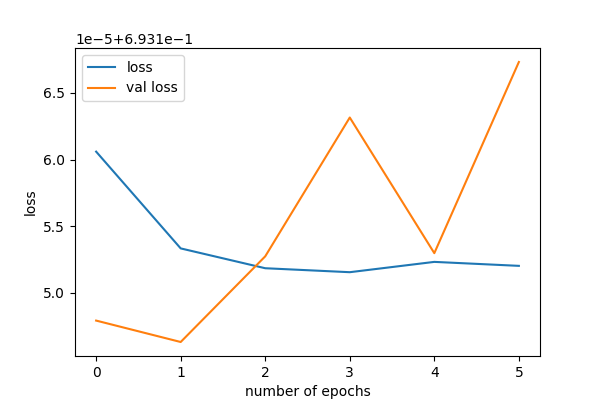 1e−5+6.931e−1
loss
val loss
6.5
6.0
5.5
5.0
loss
0 1 2 3 4 5
number of epochs